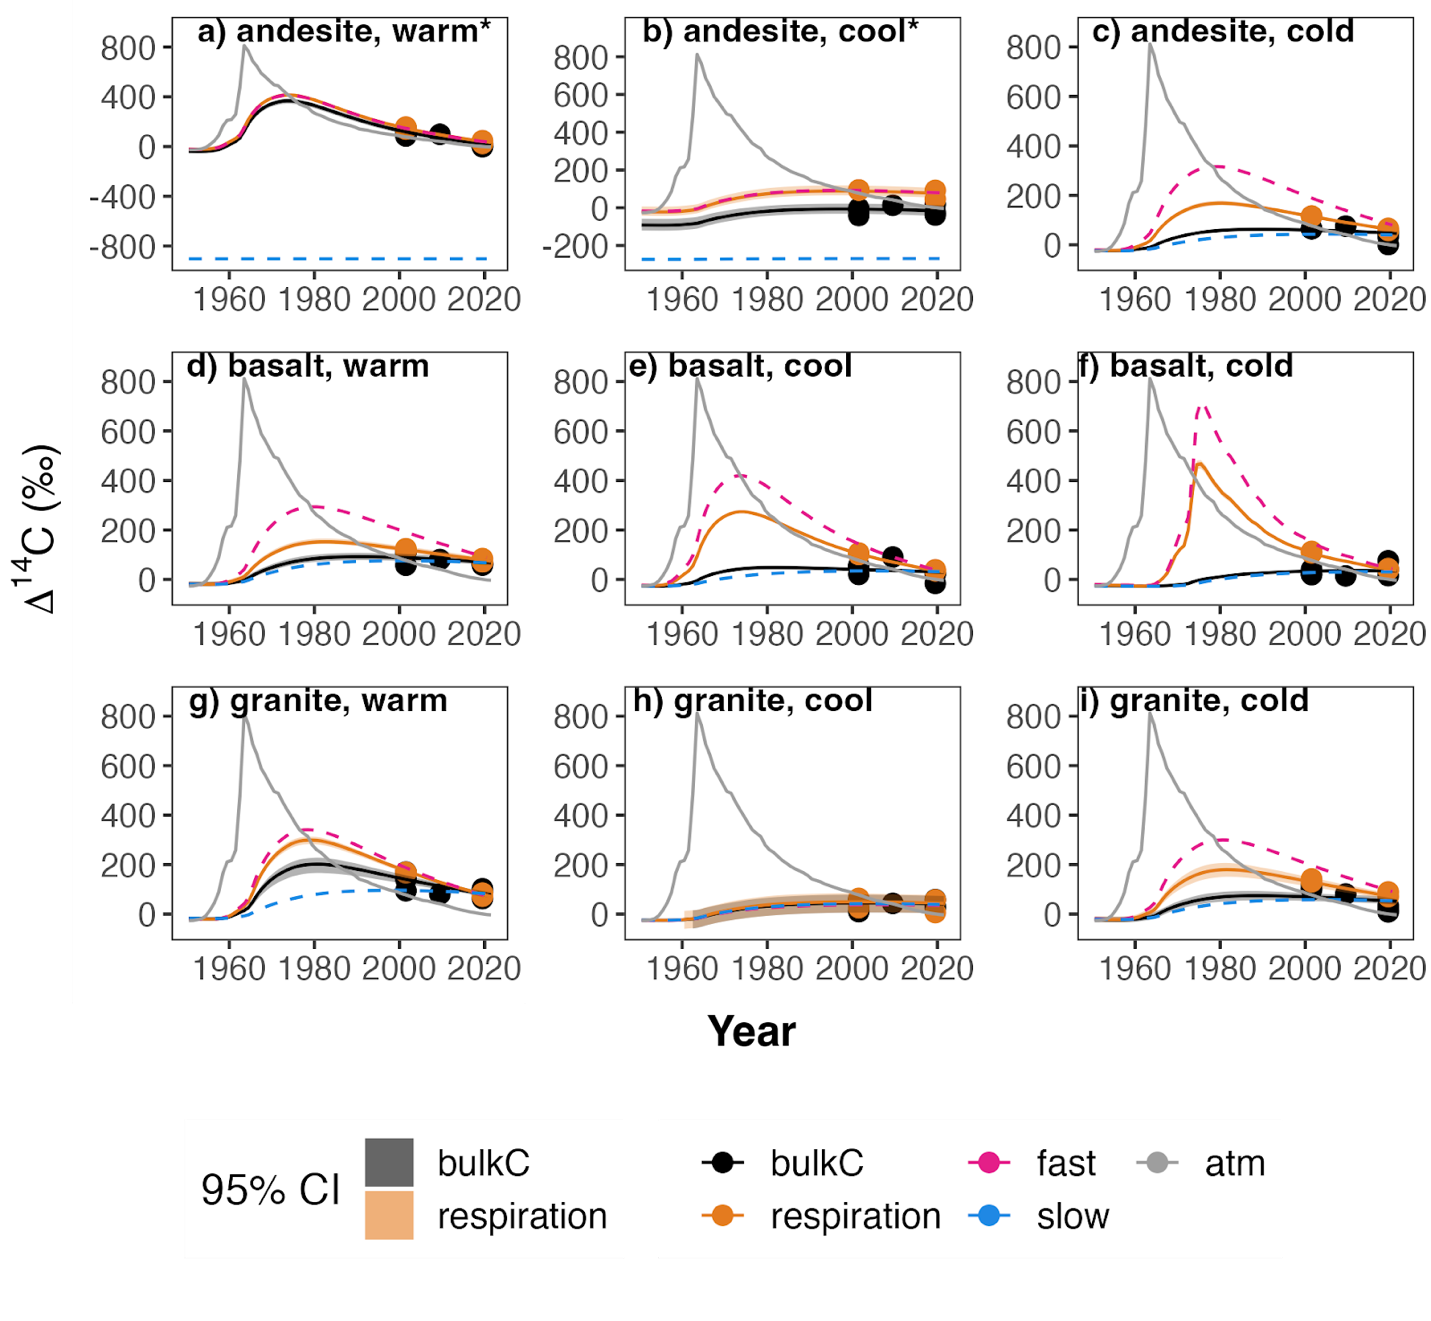 a) andesite, warm*
b) andesite, cool*
c) andesite, cold
800
400
0
-400
-800
1960 1980 2000 2020
800
600
400
200
0
-200
1960 1980 2000 2020
800
600
400
200
0
1960 1980 2000 2020
d) basalt, warm
e) basalt, cool
f) basalt, cold
800
600
400
200
0
1960 1980 2000 2020
800
600
400
200
0
1960 1980 2000 2020
800
600
400
200
0
1960 1980 2000 2020
Δ¹⁴C (‰)
g) granite, warm
h) granite, cool
i) granite, cold
800
600
400
200
0
1960 1980 2000 2020
800
600
400
200
0
1960 1980 2000 2020
800
600
400
200
0
1960 1980 2000 2020
Year
95% CI
bulkC
respiration
bulkC
respiration
fast
slow
atm